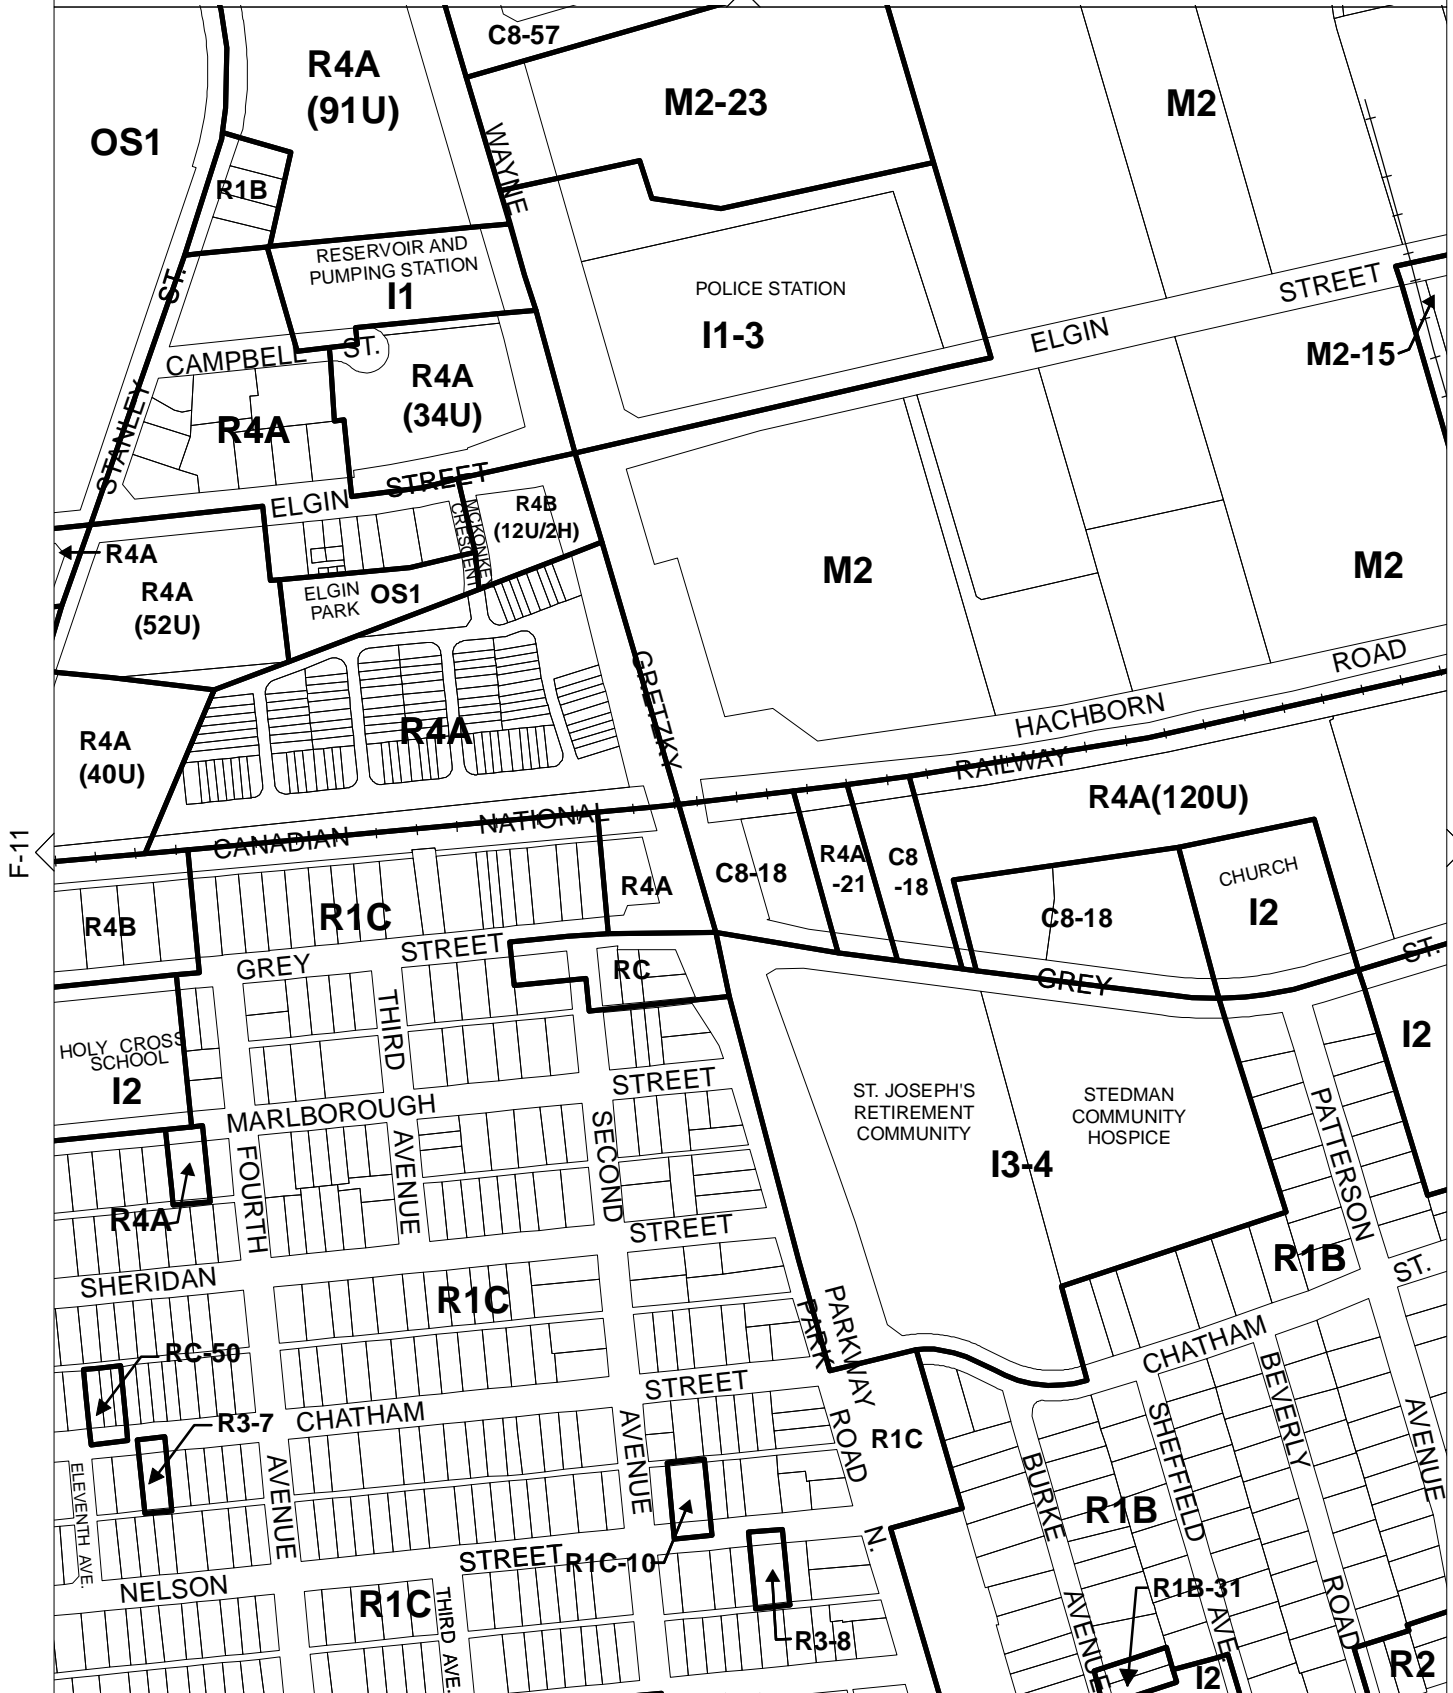 C8-57
R4A
(91U)
M2-23
M2
OS1
WAYNE
R1B
RESERVOIR AND
PUMPING STATION
I1
ST.
POLICE STATION
I1-3
STREET
ELGIN
M2-15
CAMPBELL ST.
R4A
(34U)
STANLEY
R4A
ELGIN STREET
MCKONKEY
CRESCENT
R4B
(12U/2H)
R4A
R4A
(52U)
ELGIN
PARK
OS1
M2
M2
GRETZKY
ROAD
HACHBORN
R4A
R4A
(40U)
RAILWAY
R4A(120U)
CANADIAN NATIONAL
F-11
C8-18
R4A
-21
C8
-18
CHURCH
I2
C8-18
R4A
R1C
R4B
GREY STREET
RC
GREY ST.
THIRD
HOLY CROSS
SCHOOL
I2
I2
STREET
ST. JOSEPH'S
RETIREMENT
COMMUNITY
STEDMAN
COMMUNITY
HOSPICE
I3-4
MARLBOROUGH
PATTERSON
FOURTH
AVENUE
SECOND
R4A
STREET
R1B
ST.
SHERIDAN
R1C
PARK
PARKWAY
CHATHAM
RC-50
STREET
BEVERLY
R3-7
CHATHAM
AVENUE
ROAD
R1C
SHEFFIELD
AVENUE
ELEVENTH AVE.
AVENUE
BURKE
R1B
N.
STREET
R1C-10
NELSON
R1C
THIRD AVE.
R1B-31
AVENUE
AVE.
ROAD
R3-8
I2
R2